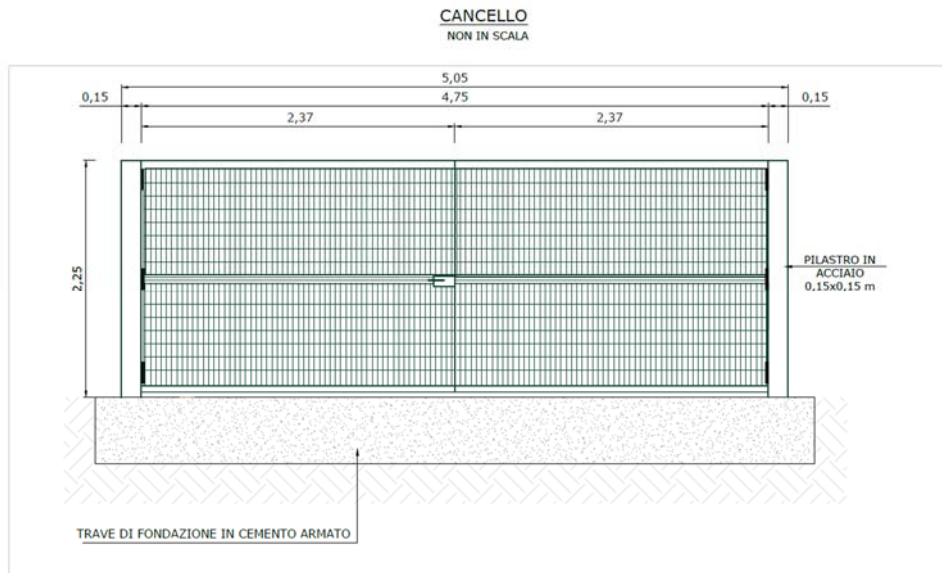 CANCELLO
NON IN SCALA
5,05
0,15
4,75
0,15
2,37
2,37
2,25
PILASTRO IN
ACCIAIO
0,15x0,15 m
TRAVE DI FONDAZIONE IN CEMENTO ARMATO